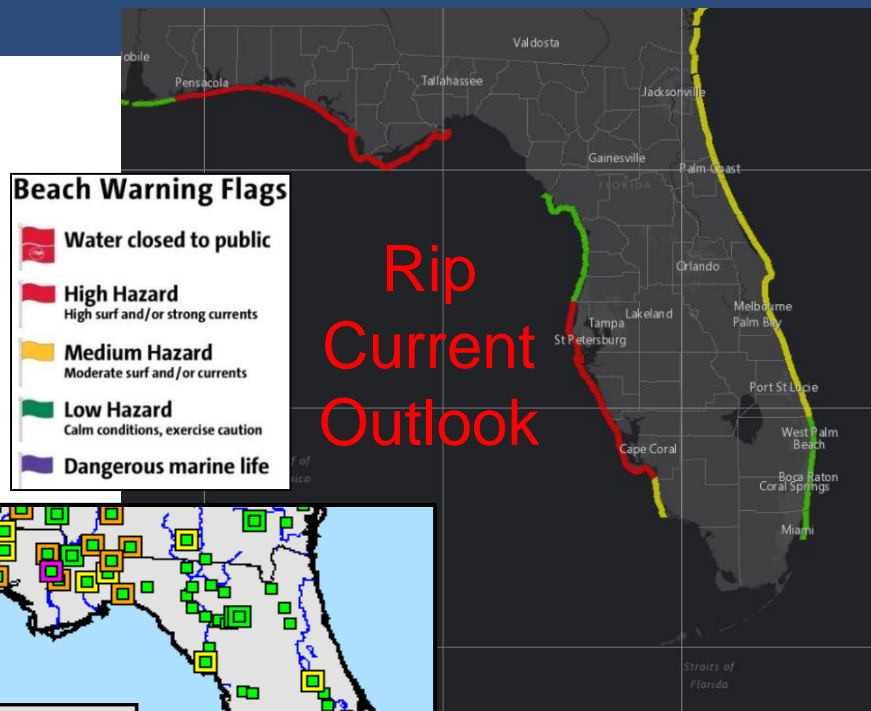 Beach Warning Flags
Water closed to public
High Hazard
High surf and/or strong currents
Medium Hazard
Moderate surf and/or currents
Low Hazard
Calm conditions, exercise caution
Dangerous marine life
Rip
Current
Outlook
obile
Pensacola
Valdosta
Tallahassee
Jacksonville
Gainesville
FLORIDA
Palm Coast
Orlando
Lakeland
Tampa
St Petersburg
Melbourne
Palm Bay
Port St Lucie
Cape Coral
West Palm
Beach
Boca Raton
Coral Springs
Miami
f of
ico
Straits of
Florida